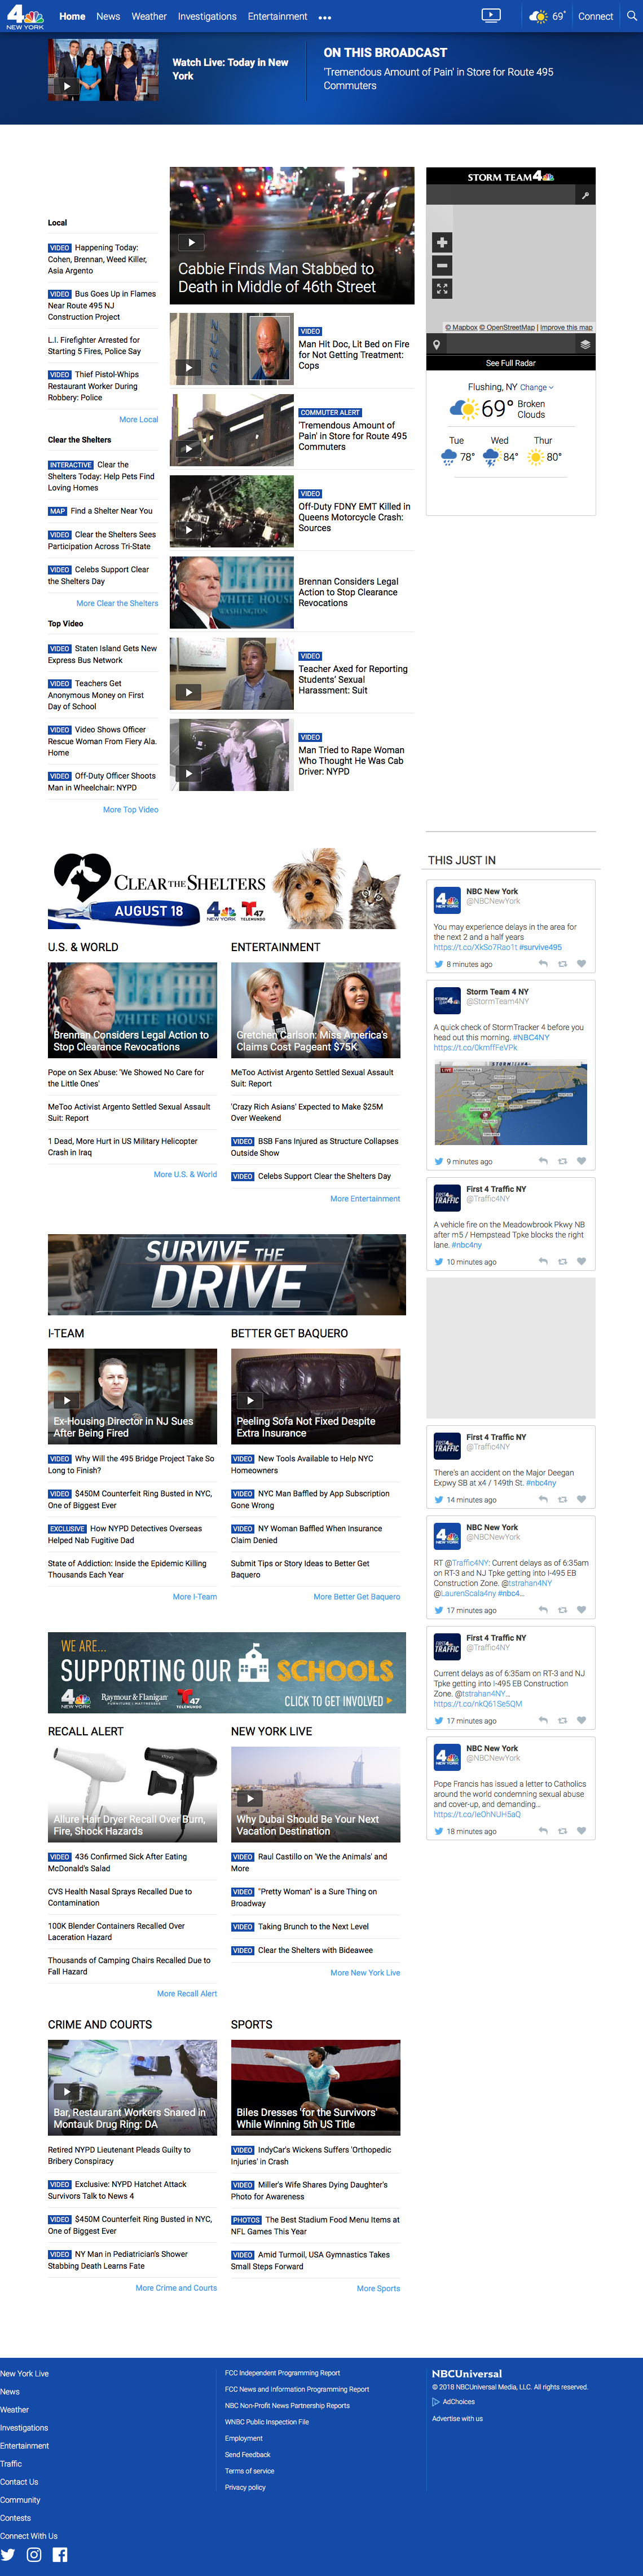 4
NEW YORK
Home News Weather Investigations Entertainment
69° Connect
Watch Live: Today in New
York
ON THIS BROADCAST
'Tremendous Amount of Pain' in Store for Route 495
Commuters
Local
VIDEO Happening Today:
Cohen, Brennan, Weed Killer,
Asia Argento
VIDEO Bus Goes Up in Flames
Near Route 495 NJ
Construction Project
L.I. Firefighter Arrested for
Starting 5 Fires, Police Say
VIDEO Thief Pistol-Whips
Restaurant Worker During
Robbery: Police
More Local
Clear the Shelters
INTERACTIVE Clear the
Shelters Today: Help Pets Find
Loving Homes
MAP Find a Shelter Near You
VIDEO Clear the Shelters Sees
Participation Across Tri-State
VIDEO Celebs Support Clear
the Shelters Day
More Clear the Shelters
Top Video
VIDEO Staten Island Gets New
Express Bus Network
VIDEO Teachers Get
Anonymous Money on First
Day of School
VIDEO Video Shows Officer
Rescue Woman From Fiery Ala.
Home
VIDEO Off-Duty Officer Shoots
Man in Wheelchair: NYPD
More Top Video
Cabbie Finds Man Stabbed to
Death in Middle of 46th Street
VIDEO
Man Hit Doc, Lit Bed on Fire
for Not Getting Treatment:
Cops
COMMUTER ALERT
'Tremendous Amount of
Pain' in Store for Route 495
Commuters
VIDEO
Off-Duty FDNY EMT Killed in
Queens Motorcycle Crash:
Sources
WHITE HOUSE
WASHINGTON
Brennan Considers Legal
Action to Stop Clearance
Revocations
VIDEO
Teacher Axed for Reporting
Students' Sexual
Harassment: Suit
VIDEO
Man Tried to Rape Woman
Who Thought He Was Cab
Driver: NYPD
STORM TEAM 4
© Mapbox © OpenStreetMap | Improve this map
See Full Radar
Flushing, NY Change
69° Broken
Clouds
Tue Wed Thur
78° 84° 80°
CLEAR THE SHELTERS
AUGUST 18 4 NEW YORK 47 TELEMUNDO
U.S. & WORLD
Brennan Considers Legal Action to
Stop Clearance Revocations
Pope on Sex Abuse: 'We Showed No Care for
the Little Ones'
MeToo Activist Argento Settled Sexual Assault
Suit: Report
1 Dead, More Hurt in US Military Helicopter
Crash in Iraq
More U.S. & World
ENTERTAINMENT
Gretchen Carlson: Miss America's
Claims Cost Pageant $75K
MeToo Activist Argento Settled Sexual Assault
Suit: Report
'Crazy Rich Asians' Expected to Make $25M
Over Weekend
VIDEO BSB Fans Injured as Structure Collapses
Outside Show
VIDEO Celebs Support Clear the Shelters Day
More Entertainment
SURVIVE THE
DRIVE
I-TEAM
Ex-Housing Director in NJ Sues
After Being Fired
VIDEO Why Will the 495 Bridge Project Take So
Long to Finish?
VIDEO $450M Counterfeit Ring Busted in NYC,
One of Biggest Ever
EXCLUSIVE How NYPD Detectives Overseas
Helped Nab Fugitive Dad
State of Addiction: Inside the Epidemic Killing
Thousands Each Year
More I-Team
BETTER GET BAQUERO
Peeling Sofa Not Fixed Despite
Extra Insurance
VIDEO New Tools Available to Help NYC
Homeowners
VIDEO NYC Man Baffled by App Subscription
Gone Wrong
VIDEO NY Woman Baffled When Insurance
Claim Denied
Submit Tips or Story Ideas to Better Get
Baquero
More Better Get Baquero
WE ARE...
SUPPORTING OUR SCHOOLS
4 NEW YORK Raymour & Flanigan FURNITURE | MATTRESSES 47 TELEMUNDO CLICK TO GET INVOLVED
RECALL ALERT
Allure Hair Dryer Recall Over Burn,
Fire, Shock Hazards
VIDEO 436 Confirmed Sick After Eating
McDonald's Salad
CVS Health Nasal Sprays Recalled Due to
Contamination
100K Blender Containers Recalled Over
Laceration Hazard
Thousands of Camping Chairs Recalled Due to
Fall Hazard
More Recall Alert
NEW YORK LIVE
Why Dubai Should Be Your Next
Vacation Destination
VIDEO Raul Castillo on 'We the Animals' and
More
VIDEO "Pretty Woman" is a Sure Thing on
Broadway
VIDEO Taking Brunch to the Next Level
VIDEO Clear the Shelters with Bideawee
More New York Live
CRIME AND COURTS
Bar, Restaurant Workers Snared in
Montauk Drug Ring: DA
Retired NYPD Lieutenant Pleads Guilty to
Bribery Conspiracy
VIDEO Exclusive: NYPD Hatchet Attack
Survivors Talk to News 4
VIDEO $450M Counterfeit Ring Busted in NYC,
One of Biggest Ever
VIDEO NY Man in Pediatrician's Shower
Stabbing Death Learns Fate
More Crime and Courts
SPORTS
Biles Dresses 'for the Survivors'
While Winning 5th US Title
VIDEO IndyCar's Wickens Suffers 'Orthopedic
Injuries' in Crash
VIDEO Miller's Wife Shares Dying Daughter's
Photo for Awareness
PHOTOS The Best Stadium Food Menu Items at
NFL Games This Year
VIDEO Amid Turmoil, USA Gymnastics Takes
Small Steps Forward
More Sports
THIS JUST IN
NBC New York
@NBCNewYork
You may experience delays in the area for
the next 2 and a half years
https://t.co/XkSo7Rao1t #survive495
8 minutes ago
Storm Team 4 NY
@StormTeam4NY
A quick check of StormTracker 4 before you
head out this morning. #NBC4NY
https://t.co/0kmffFeVPk
9 minutes ago
First 4 Traffic NY
@Traffic4NY
A vehicle fire on the Meadowbrook Pkwy NB
after m5 / Hempstead Tpke blocks the right
lane. #nbc4ny
10 minutes ago
First 4 Traffic NY
@Traffic4NY
There's an accident on the Major Deegan
Expwy SB at x4 / 149th St. #nbc4ny
14 minutes ago
NBC New York
@NBCNewYork
RT @Traffic4NY: Current delays as of 6:35am
on RT-3 and NJ Tpke getting into I-495 EB
Construction Zone. @tstrahan4NY
@LaurenScala4ny #nbc4...
17 minutes ago
First 4 Traffic NY
@Traffic4NY
Current delays as of 6:35am on RT-3 and NJ
Tpke getting into I-495 EB Construction
Zone. @tstrahan4NY...
https://t.co/nkQ61Se5QM
17 minutes ago
NBC New York
@NBCNewYork
Pope Francis has issued a letter to Catholics
around the world condemning sexual abuse
and cover-up, and demanding...
https://t.co/IeOhNUH5aQ
18 minutes ago
New York Live
News
Weather
Investigations
Entertainment
Traffic
Contact Us
Community
Contests
Connect With Us
FCC Independent Programming Report
FCC News and Information Programming Report
NBC Non-Profit News Partnership Reports
WNBC Public Inspection File
Employment
Send Feedback
Terms of service
Privacy policy
NBCUniversal
© 2018 NBCUniversal Media, LLC. All rights reserved.
AdChoices
Advertise with us